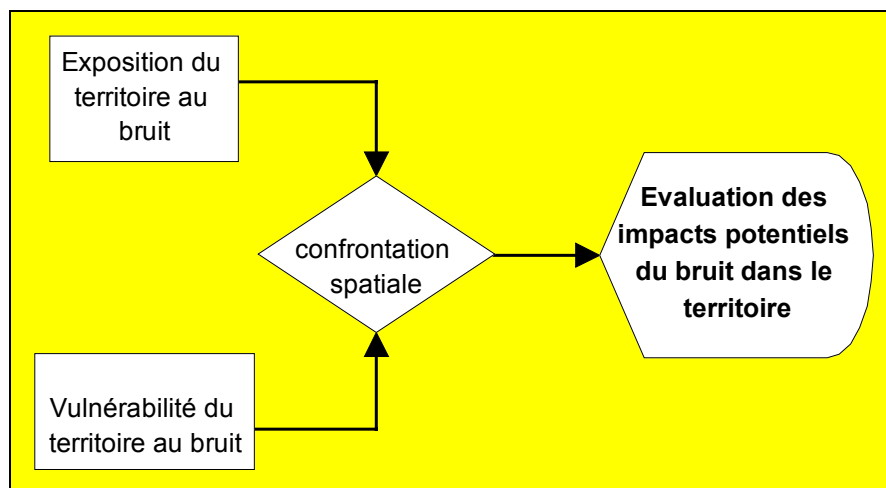 Exposition du
territoire au
bruit
confrontation
spatiale
Evaluation des
impacts potentiels
du bruit dans le
territoire
Vulnérabilité du
territoire au bruit